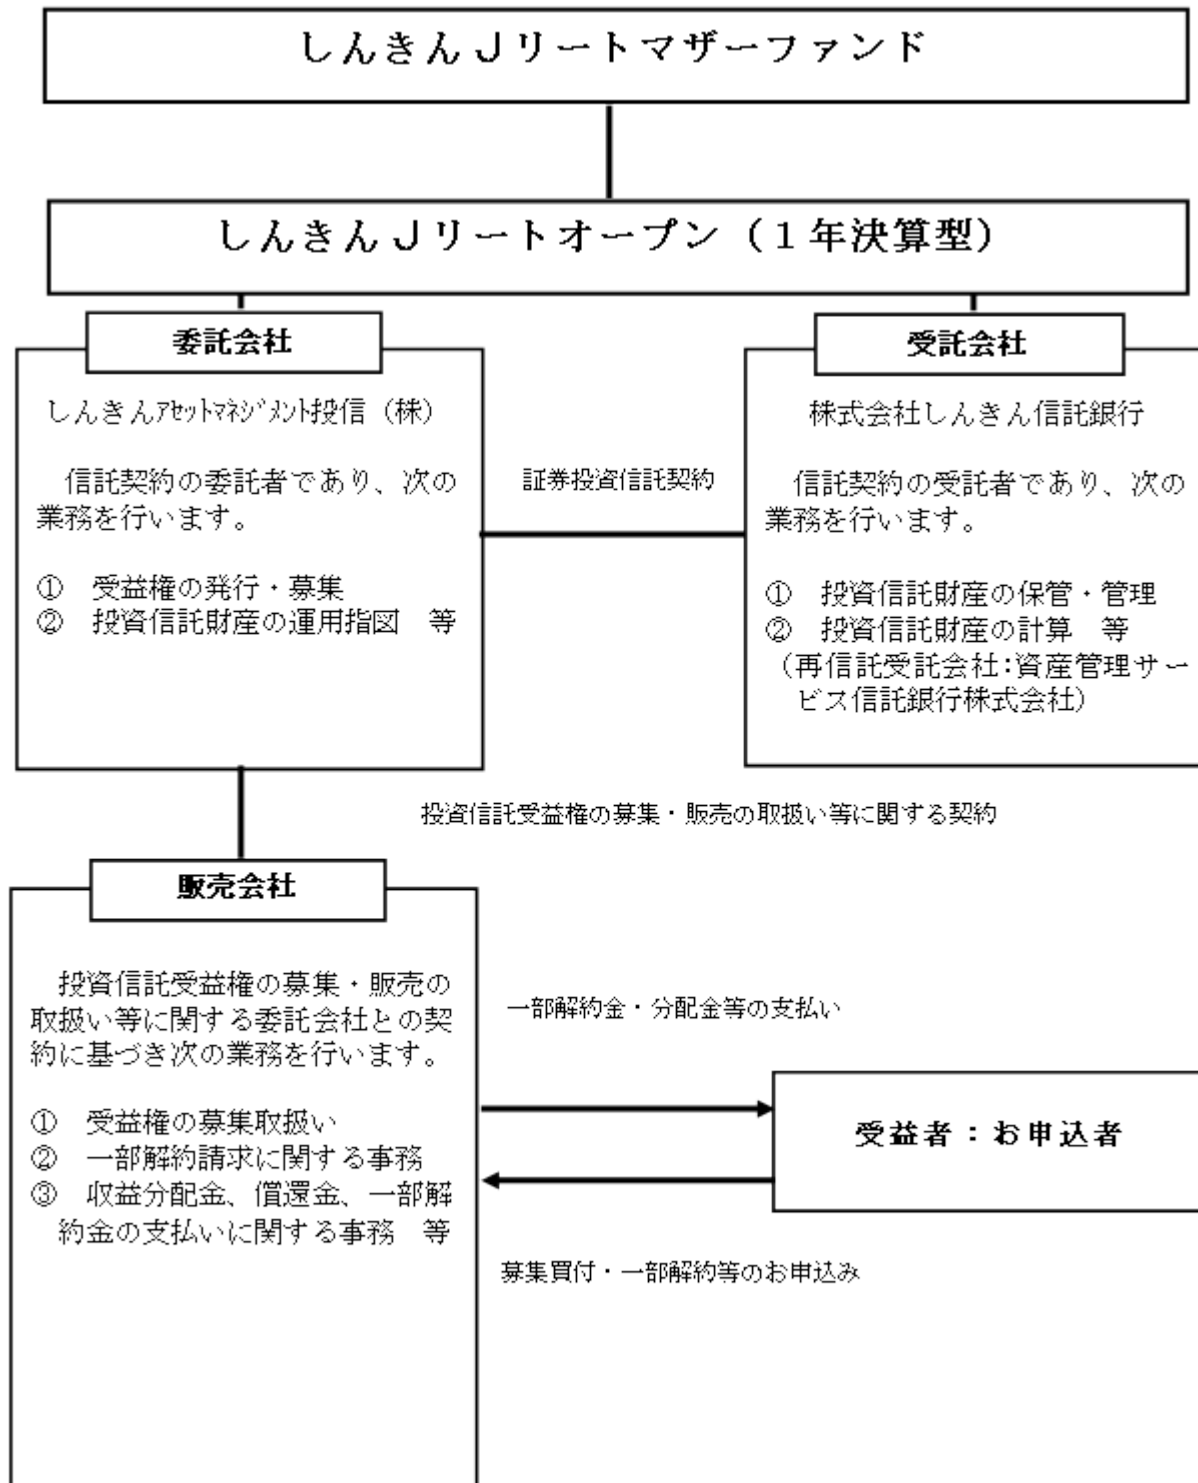 しんきんＪリートマザーファンド
しんきんＪリートオープン（１年決算型）
委託会社
しんきんｱｾｯﾄﾏﾈｼﾞﾒﾝﾄ投信（株）
信託契約の委託者であり、次の
業務を行います。
①　受益権の発行・募集
②　投資信託財産の運用指図　等
証券投資信託契約
受託会社
株式会社しんきん信託銀行
信託契約の受託者であり、次の
業務を行います。
①　投資信託財産の保管・管理
②　投資信託財産の計算　等
（再信託受託会社：資産管理サー
ビス信託銀行株式会社）
投資信託受益権の募集・販売の取扱い等に関する契約
販売会社
投資信託受益権の募集・販売の
取扱い等に関する委託会社との契
約に基づき次の業務を行います。
①　受益権の募集取扱い
②　一部解約請求に関する事務
③　収益分配金、償還金、一部解
約金の支払いに関する事務　等
一部解約金・分配金等の支払い
受益者：お申込者
募集買付・一部解約等のお申込み